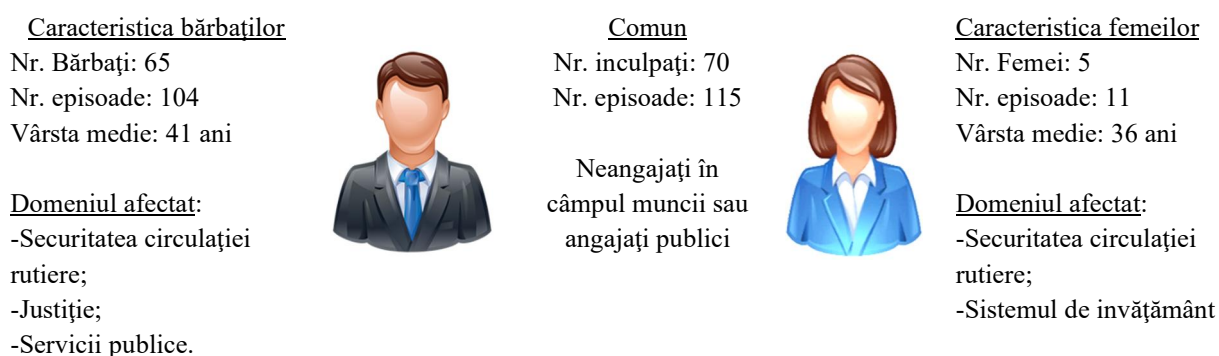 Caracteristica bărbaţilor
Nr. Bărbaţi: 65
Nr. episoade: 104
Vârsta medie: 41 ani
Domeniul afectat:
-Securitatea circulaţiei
rutiere;
-Justiţie;
-Servicii publice.
Comun
Nr. inculpaţi: 70
Nr. episoade: 115
Neangajaţi în
câmpul muncii sau
angajaţi publici
Caracteristica femeilor
Nr. Femei: 5
Nr. episoade: 11
Vârsta medie: 36 ani
Domeniul afectat:
-Securitatea circulaţiei
rutiere;
-Sistemul de invăţământ